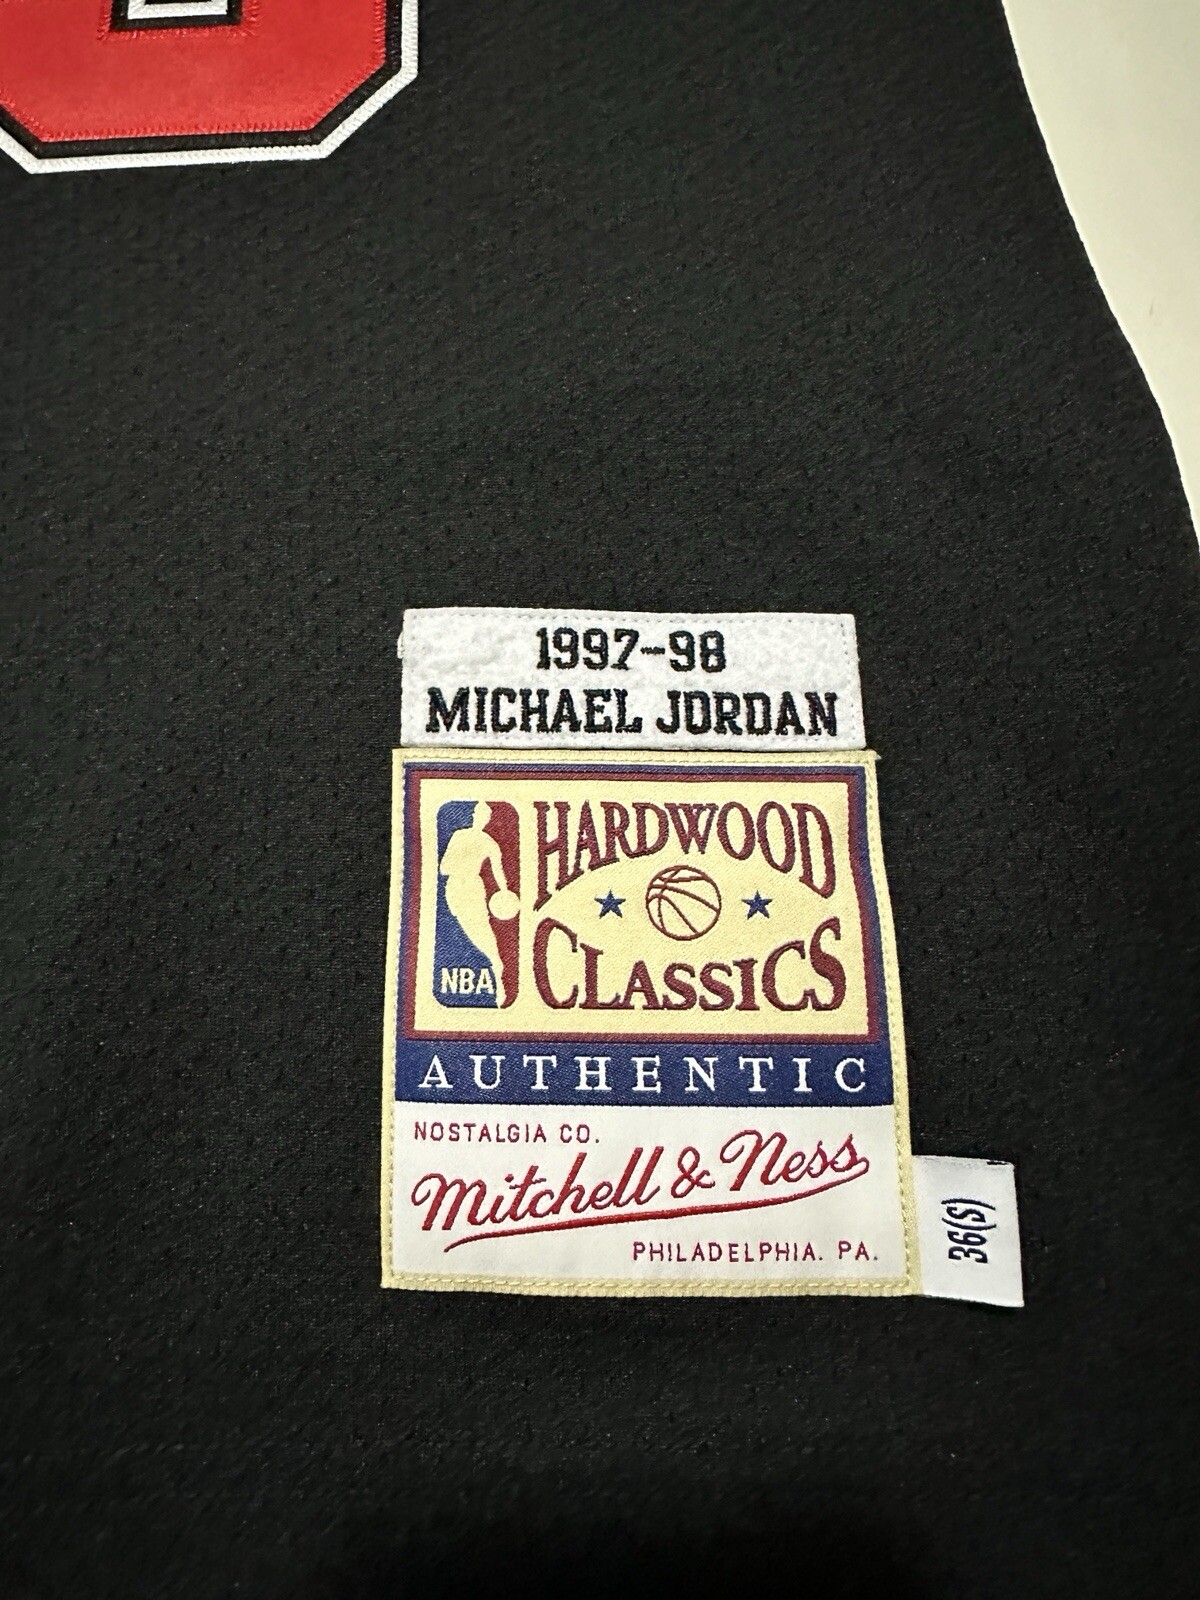 1997-98
MICHAEL JORDAN
HARDWOOD
CLASSICS
NBA
AUTHENTIC
NOSTALGIA CO.
Mitchell & Ness
PHILADELPHIA. PA.
36(S)